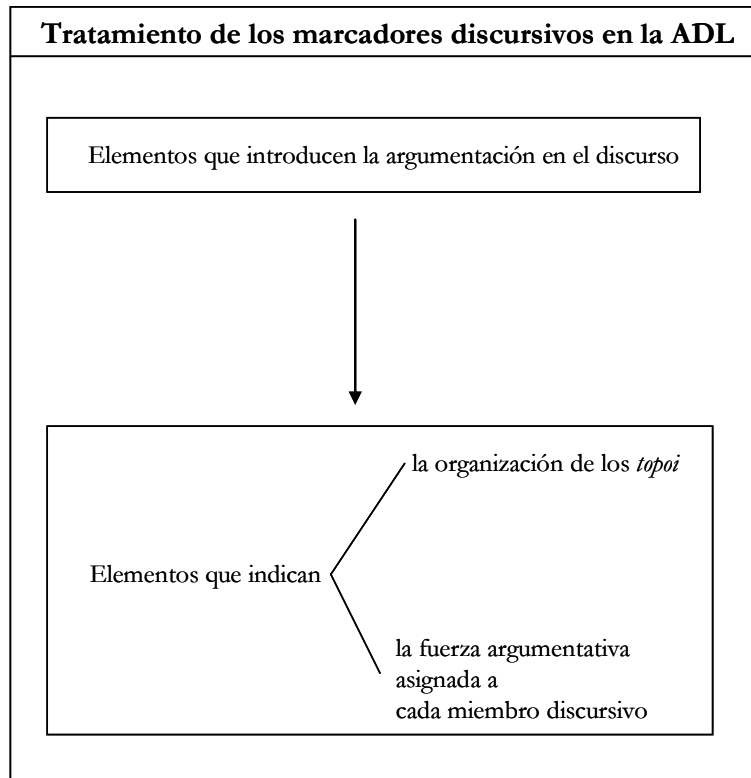 Tratamiento de los marcadores discursivos en la ADL
Elementos que introducen la argumentación en el discurso
la organización de los topoi
Elementos que indican
la fuerza argumentativa
asignada a
cada miembro discursivo